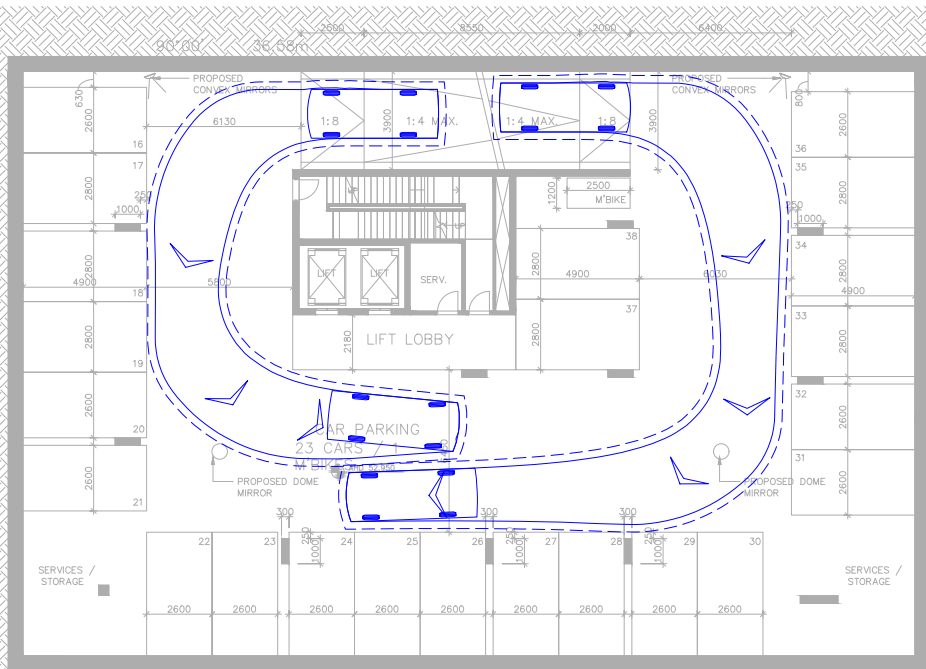 2600 8550 2000 6400
90°00' 36.58m
PROPOSED
CONVEX MIRRORS
PROPOSED
CONVEX MIRRORS
630
2600
6130
1:8
1:4 MAX.
3900
1:4 MAX.
1:8
3900
800
2600
16
17
36
35
2800
2800
250
1000
250
1000
1200
2500
M'BIKE
UP
38
34
LIFT
LIFT
SERV.
2800
4900
5800
2800
4900
6030
2800
4900
18
37
33
2180
LIFT LOBBY
2800
2800
2800
19
32
2600
2600
CAR PARKING
23 CARS / 1
M'BIKES
20
31
PROPOSED DOME
MIRROR
PROPOSED DOME
MIRROR
2600
2600
21
300
300
300
22
23
24
25
26
27
28
29
30
250
1000
250
1000
250
1000
SERVICES /
STORAGE
SERVICES /
STORAGE
2600 2600 2600 2600 2600 2600 2600 2600 2600